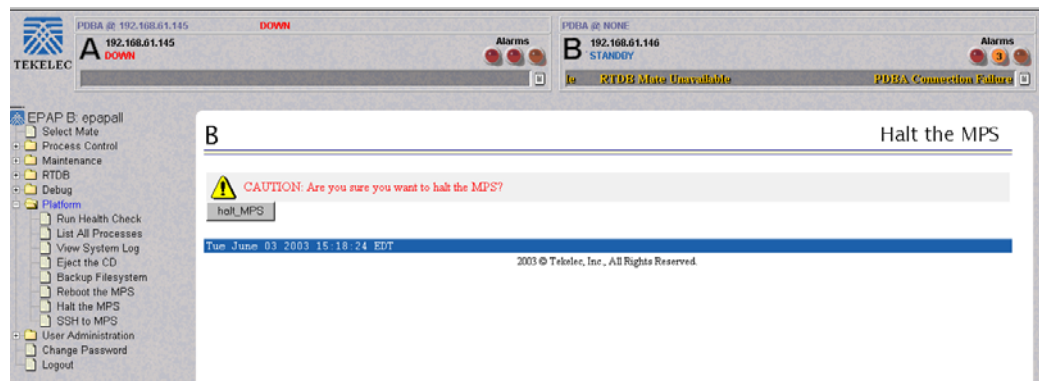 PDBA @ 192.168.61.145 DOWN
A 192.168.61.145
DOWN
Alarms
TEKELEC
PDBA @ NONE
B 192.168.61.146
STANDBY
Alarms
3
le RTDB Mate Unavailable PDBA Connection Failure
EPAP B: epapall
Select Mate
Process Control
Maintenance
RTDB
Debug
Platform
Run Health Check
List All Processes
View System Log
Eject the CD
Backup Filesystem
Reboot the MPS
Halt the MPS
SSH to MPS
User Administration
Change Password
Logout
B Halt the MPS
CAUTION: Are you sure you want to halt the MPS?
halt_MPS
Tue June 03 2003 15:18:24 EDT
2003 © Tekelec, Inc., All Rights Reserved.